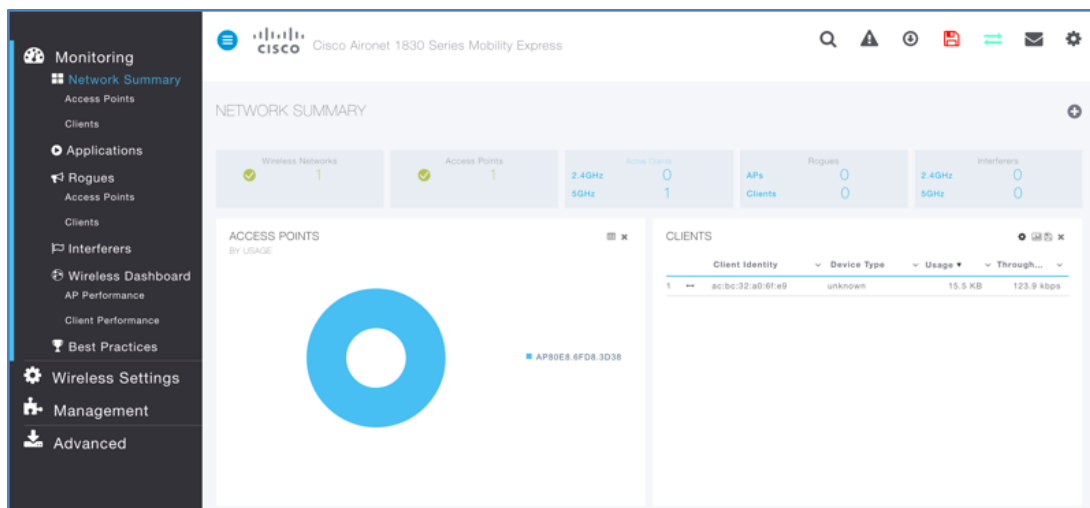 Monitoring
Network Summary
Access Points
Clients
Applications
Rogues
Access Points
Clients
Interferers
Wireless Dashboard
AP Performance
Client Performance
Best Practices
Wireless Settings
Management
Advanced
CISCO Cisco Aironet 1830 Series Mobility Express
NETWORK SUMMARY
Wireless Networks
1
Access Points
1
Active Clients
2.4GHz 0
5GHz 1
Rogues
APs 0
Clients 0
Interferers
2.4GHz 0
5GHz 0
ACCESS POINTS
BY USAGE
AP80E8.6FD8.3D38
CLIENTS
Client Identity Device Type Usage Through...
1 ac:bc:32:a0:6f:e9 unknown 15.5 KB 123.9 kbps